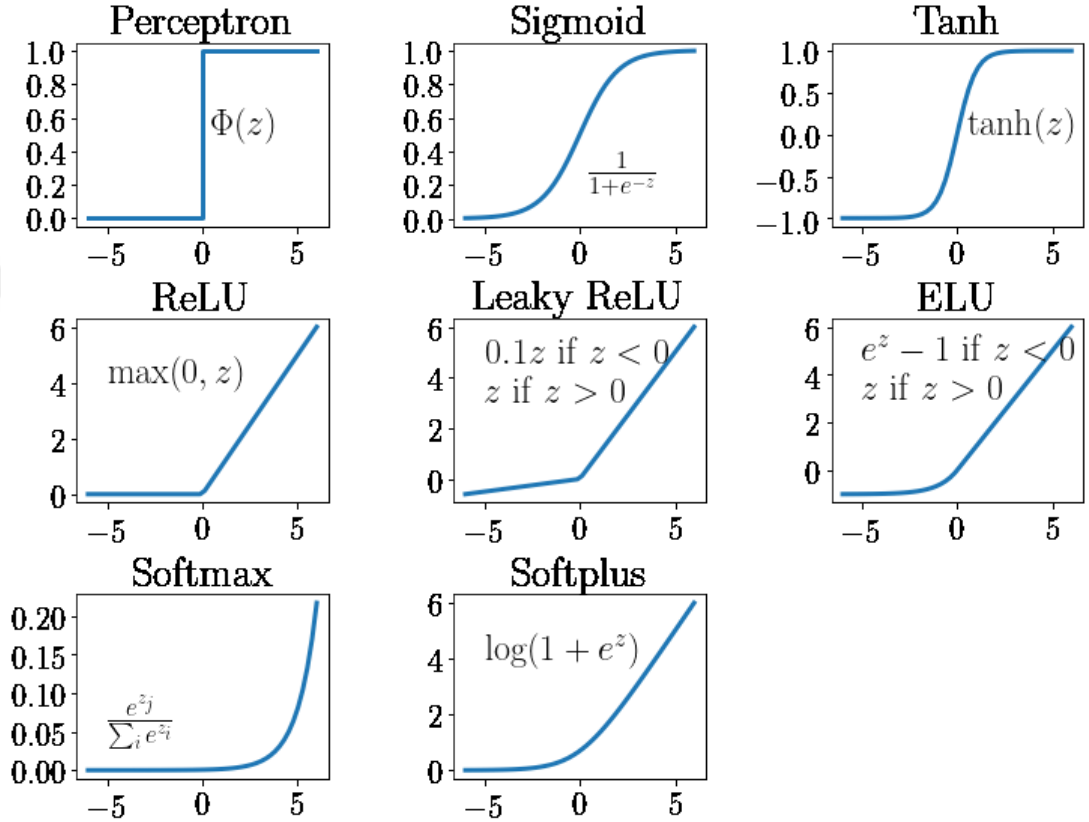 Perceptron
1.0
0.8
0.6
0.4
0.2
0.0
Φ(z)
−5 0 5
Sigmoid
1.0
0.8
0.6
0.4
0.2
0.0
1/(1+e^{−z})
−5 0 5
Tanh
1.0
0.5
0.0
−0.5
−1.0
tanh(z)
−5 0 5
ReLU
6
4
2
0
max(0, z)
−5 0 5
Leaky ReLU
6
4
2
0
0.1z if z < 0
z if z > 0
−5 0 5
ELU
6
4
2
0
e^z − 1 if z < 0
z if z > 0
−5 0 5
Softmax
0.20
0.15
0.10
0.05
0.00
e^{z_j}/∑_i e^{z_i}
−5 0 5
Softplus
6
4
2
0
log(1 + e^z)
−5 0 5